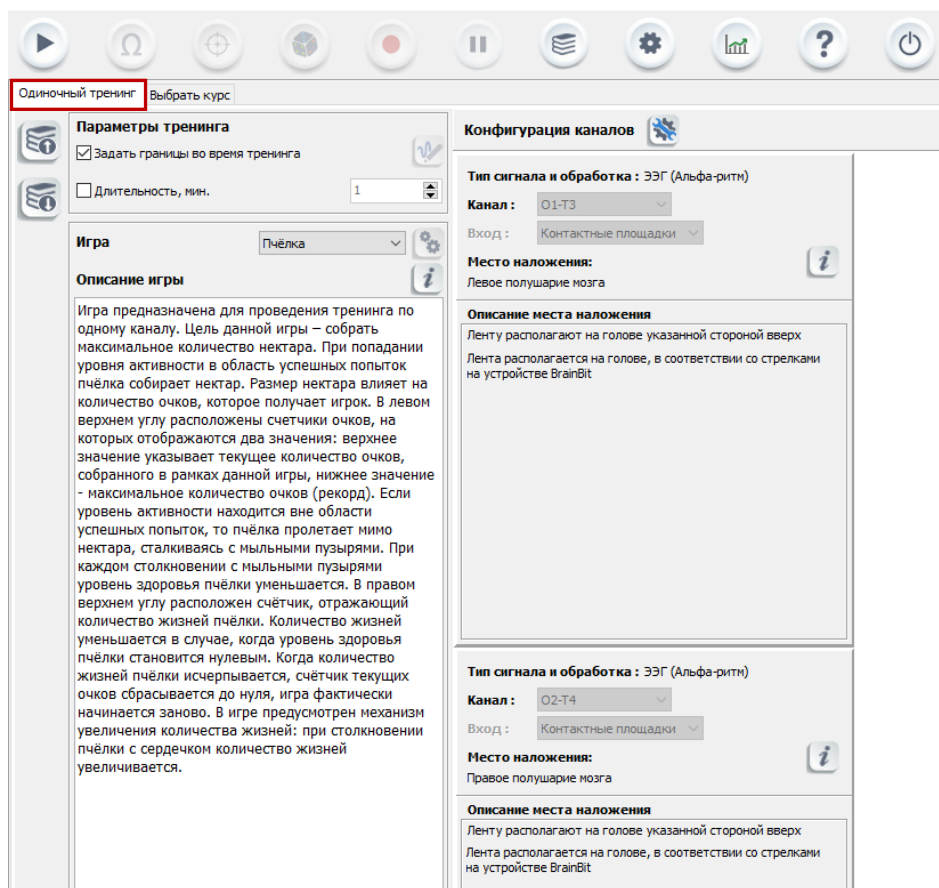 Одиночный тренинг Выбрать курс
Параметры тренинга
Задать границы во время тренинга
Длительность, мин. 1
Игра Пчёлка
Описание игры
Игра предназначена для проведения тренинга по
одному каналу. Цель данной игры – собрать
максимальное количество нектара. При попадании
уровня активности в область успешных попыток
пчёлка собирает нектар. Размер нектара влияет на
количество очков, которое получает игрок. В левом
верхнем углу расположены счетчики очков, на
которых отображаются два значения: верхнее
значение указывает текущее количество очков,
собранного в рамках данной игры, нижнее значение
- максимальное количество очков (рекорд). Если
уровень активности находится вне области
успешных попыток, то пчёлка пролетает мимо
нектара, сталкиваясь с мыльными пузырями. При
каждом столкновении с мыльными пузырями
уровень здоровья пчёлки уменьшается. В правом
верхнем углу расположен счётчик, отражающий
количество жизней пчёлки. Количество жизней
уменьшается в случае, когда уровень здоровья
пчёлки становится нулевым. Когда количество
жизней пчёлки исчерпывается, счётчик текущих
очков сбрасывается до нуля, игра фактически
начинается заново. В игре предусмотрен механизм
увеличения количества жизней: при столкновении
пчёлки с сердечком количество жизней
увеличивается.
Конфигурация каналов
Тип сигнала и обработка : ЭЭГ (Альфа-ритм)
Канал : O1-T3
Вход : Контактные площадки
Место наложения:
Левое полушарие мозга
Описание места наложения
Ленту располагают на голове указанной стороной вверх
Лента располагается на голове, в соответствии со стрелками
на устройстве BrainBit
Тип сигнала и обработка : ЭЭГ (Альфа-ритм)
Канал : O2-T4
Вход : Контактные площадки
Место наложения:
Правое полушарие мозга
Описание места наложения
Ленту располагают на голове указанной стороной вверх
Лента располагается на голове, в соответствии со стрелками
на устройстве BrainBit